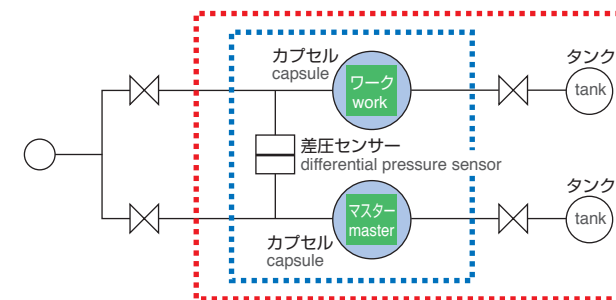 カプセル
capsule
ワーク
work
タンク
tank
差圧センサー
differential pressure sensor
マスター
master
タンク
tank
カプセル
capsule